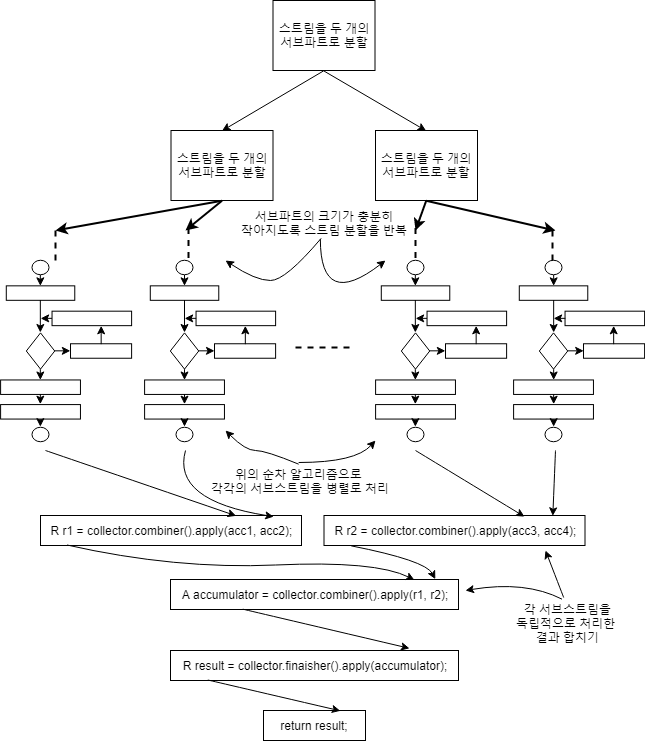 스트림을 두 개의
서브파트로 분할
스트림을 두 개의
서브파트로 분할
스트림을 두 개의
서브파트로 분할
서브파트의 크기가 충분히
작아지도록 스트림 분할을 반복
위의 순차 알고리즘으로
각각의 서브스트림을 병렬로 처리
R r1 = collector.combiner().apply(acc1, acc2);
R r2 = collector.combiner().apply(acc3, acc4);
A accumulator = collector.combiner().apply(r1, r2);
각 서브스트림을
독립적으로 처리한
결과 합치기
R result = collector.finaisher().apply(accumulator);
return result;